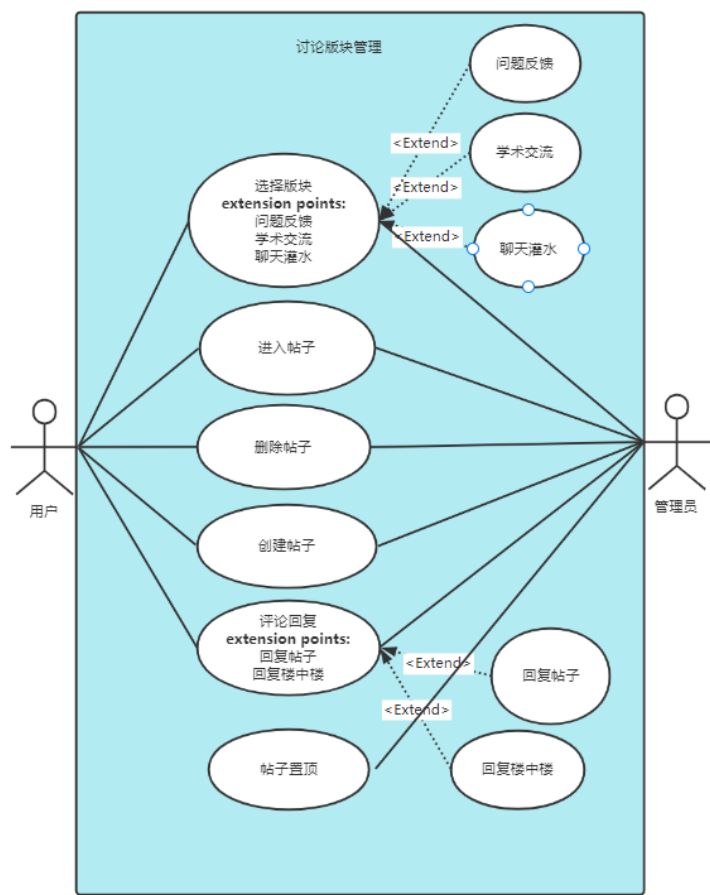 讨论版块管理
问题反馈
<Extend>
学术交流
<Extend>
选择版块
extension points:
问题反馈
学术交流
聊天灌水
<Extend>
聊天灌水
进入帖子
删除帖子
用户
管理员
创建帖子
评论回复
extension points:
回复帖子
回复楼中楼
<Extend>
回复帖子
<Extend>
帖子置顶
回复楼中楼